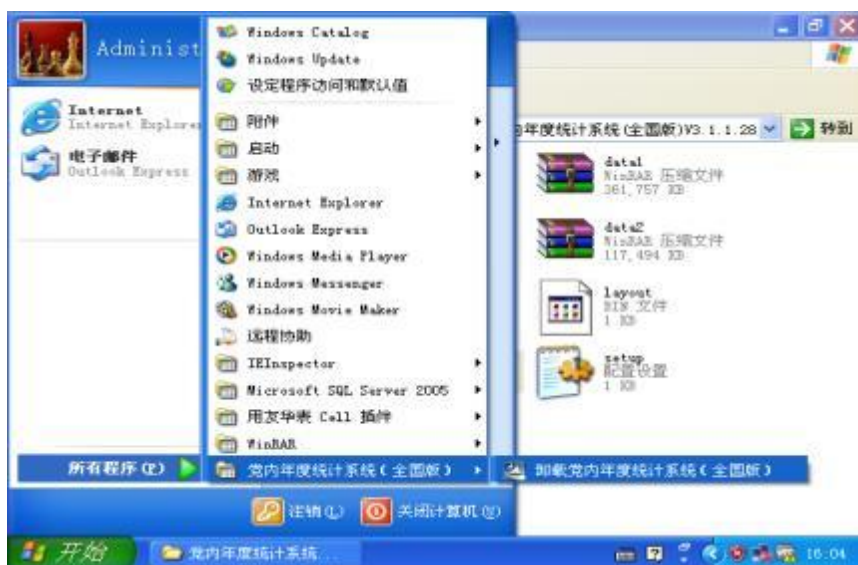 Administ
Internet
Internet Explorer
电子邮件
Outlook Express
所有程序(P)
Windows Catalog
Windows Update
设定程序访问和默认值
附件
启动
游戏
Internet Explorer
Outlook Express
Windows Media Player
Windows Messenger
Windows Movie Maker
远程协助
IEInspector
Microsoft SQL Server 2005
用友华表 Cell 插件
WinRAR
党内年度统计系统(全国版)
卸载党内年度统计系统(全国版)
内年度统计系统(全国版)V3.1.1.28
转到
data1
WinRAR 压缩文件
361,757 KB
data2
WinRAR 压缩文件
117,494 KB
layout
BIN 文件
1 KB
setup
配置设置
1 KB
注销(L)
关闭计算机(U)
开始
党内年度统计系统...
16:04